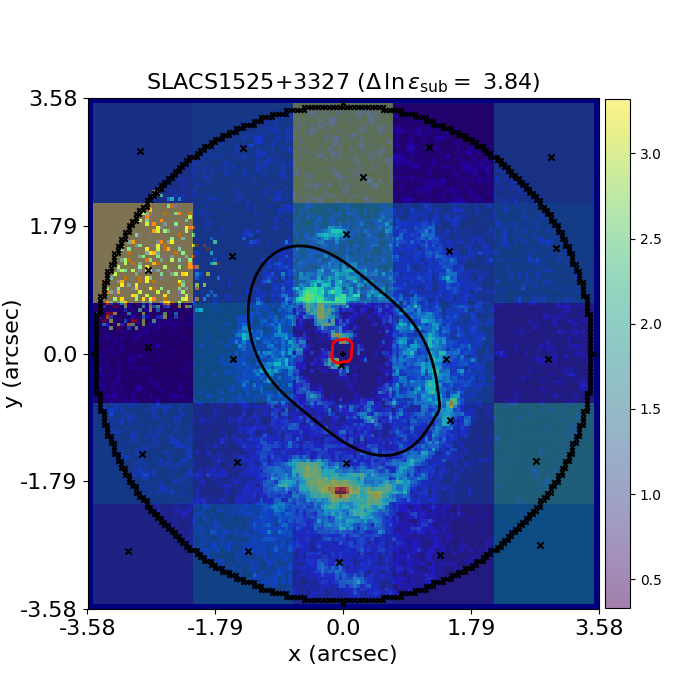 SLACS1525+3327 (Δ ln ε_sub = 3.84)
3.58
1.79
0.0
-1.79
-3.58
y (arcsec)
-3.58 -1.79 0.0 1.79 3.58
x (arcsec)
3.0
2.5
2.0
1.5
1.0
0.5